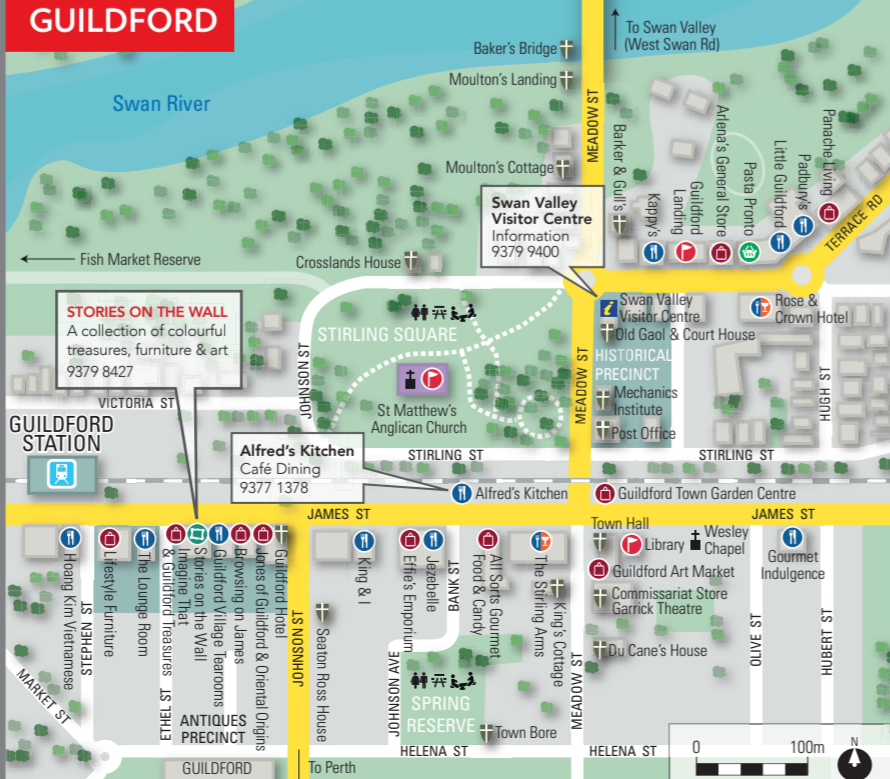 GUILDFORD
Swan River
Baker's Bridge
Moulton's Landing
To Swan Valley
(West Swan Rd)
MEADOW ST
Moulton's Cottage
Barker & Gull's
Kappy's
Guildford
Landing
Arlena's General Store
Pasta Pronto
Little Guildford
Padbury's
Panache Living
TERRACE RD
Swan Valley
Visitor Centre
Information
9379 9400
Fish Market Reserve
Crosslands House
STORIES ON THE WALL
A collection of colourful
treasures, furniture & art
9379 8427
STIRLING SQUARE
JOHNSON ST
St Matthew's
Anglican Church
MEADOW ST
i
Swan Valley
Visitor Centre
Old Gaol & Court House
HISTORICAL
PRECINCT
Mechanics
Institute
Post Office
Rose &
Crown Hotel
HUGH ST
VICTORIA ST
GUILDFORD
STATION
Alfred's Kitchen
Café Dining
9377 1378
STIRLING ST
STIRLING ST
Alfred's Kitchen
Guildford Town Garden Centre
JAMES ST
JAMES ST
Hoang Kim Vietnamese
STEPHEN ST
Lifestyle Furniture
The Lounge Room
Imagine That
& Guildford Treasures
Stories on the Wall
Guildford Village Tearooms
Browsing on James
Jones of Guildford & Oriental Origins
Guildford Hotel
JOHNSON ST
King & I
Seaton Ross House
Effie's Emporium
Jezebelle
BANK ST
All Sorts Gourmet
Food & Candy
The Stirling Arms
King's Cottage
Town Hall
Library
Wesley
Chapel
Guildford Art Market
Commissariat Store
Garrick Theatre
Du Cane's House
Gourmet
Indulgence
OLIVE ST
HUBERT ST
MEADOW ST
JOHNSON AVE
SPRING
RESERVE
Town Bore
MARKET ST
ETHEL ST
ANTIQUES
PRECINCT
HELENA ST
HELENA ST
GUILDFORD
To Perth
0 100m
N